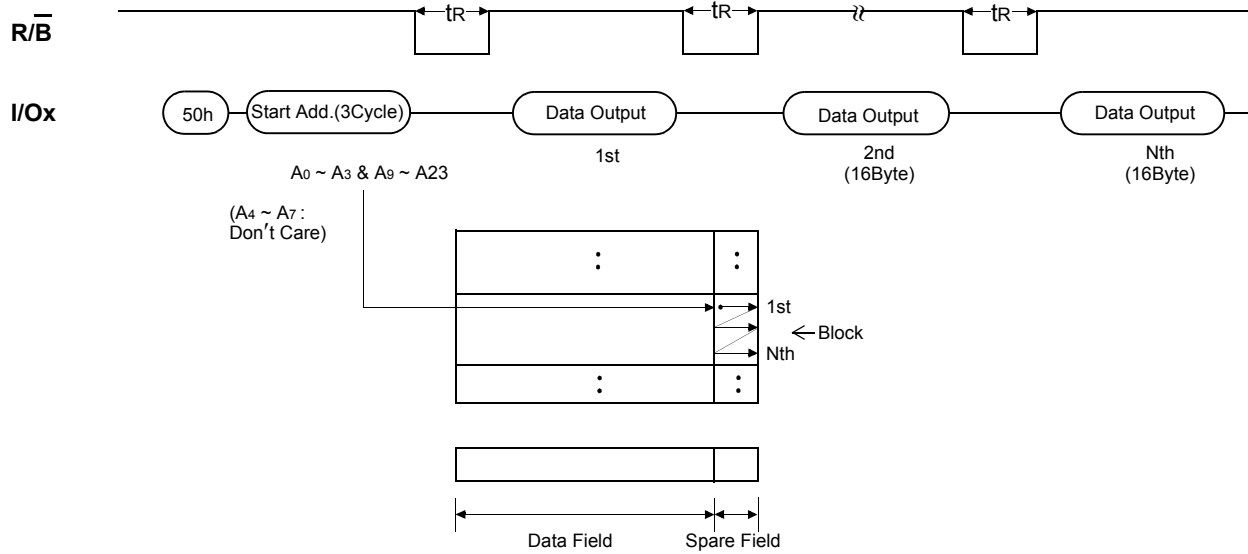 tR tR tR
R/B
I/Ox
50h Start Add.(3Cycle) Data Output Data Output Data Output
1st 2nd Nth
(16Byte) (16Byte)
A0 ~ A3 & A9 ~ A23
(A4 ~ A7 :
Don't Care)
1st
Block
Nth
Data Field Spare Field